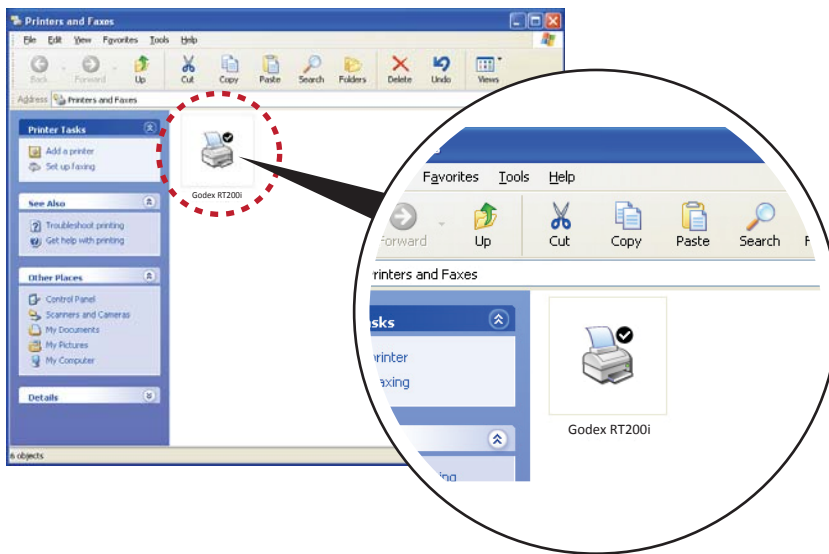 Printers and Faxes
File Edit View Favorites Tools Help
Back Forward Up Cut Copy Paste Search Folders Delete Undo Views
Address Printers and Faxes
Printer Tasks
Add a printer
Set up faxing
See Also
Troubleshoot printing
Get help with printing
Other Places
Control Panel
Scanners and Cameras
My Documents
My Pictures
My Computer
Details
6 objects
Godex RT200i
Favorites Tools Help
Forward Up Cut Copy Paste Search F
rinters and Faxes
sks
rinter
axing
ing
Godex RT200i